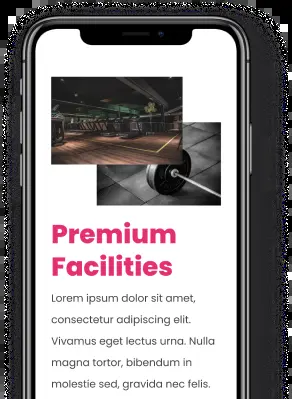 Premium
Facilities
Lorem ipsum dolor sit amet,
consectetur adipiscing elit.
Vivamus eget lectus urna. Nulla
magna tortor, bibendum in
molestie sed, gravida nec felis.